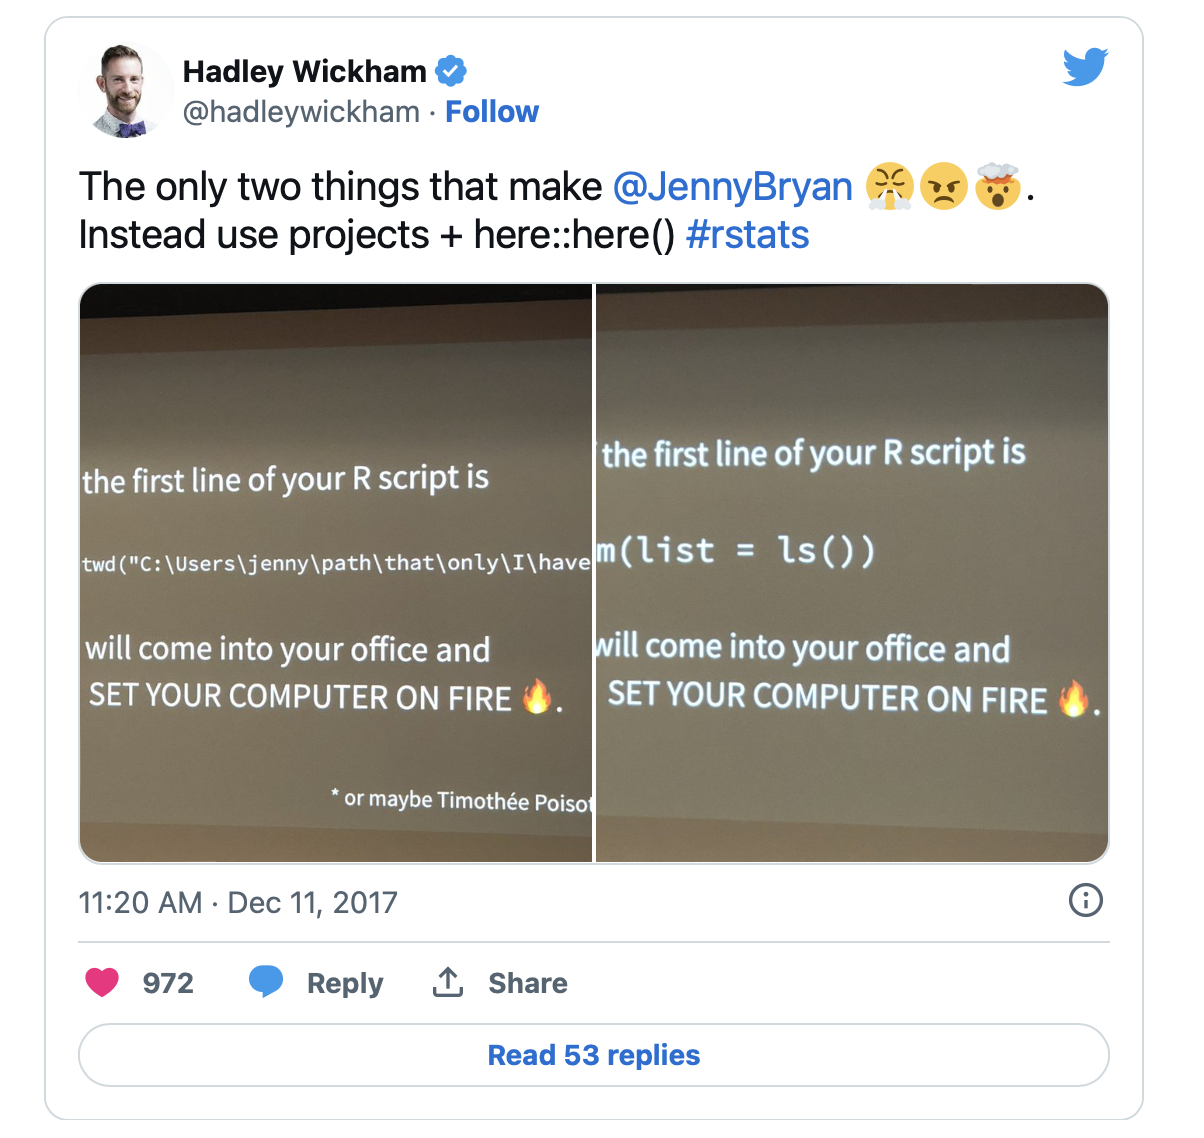 Hadley Wickham
@hadleywickham · Follow
The only two things that make @JennyBryan 😤😠🤯.
Instead use projects + here::here() #rstats
the first line of your R script is
twd("C:\Users\jenny\path\that\only\I\have
will come into your office and
SET YOUR COMPUTER ON FIRE 🔥.
* or maybe Timothée Poisot
the first line of your R script is
m(list = ls())
will come into your office and
SET YOUR COMPUTER ON FIRE 🔥.
11:20 AM · Dec 11, 2017
972 Reply Share
Read 53 replies